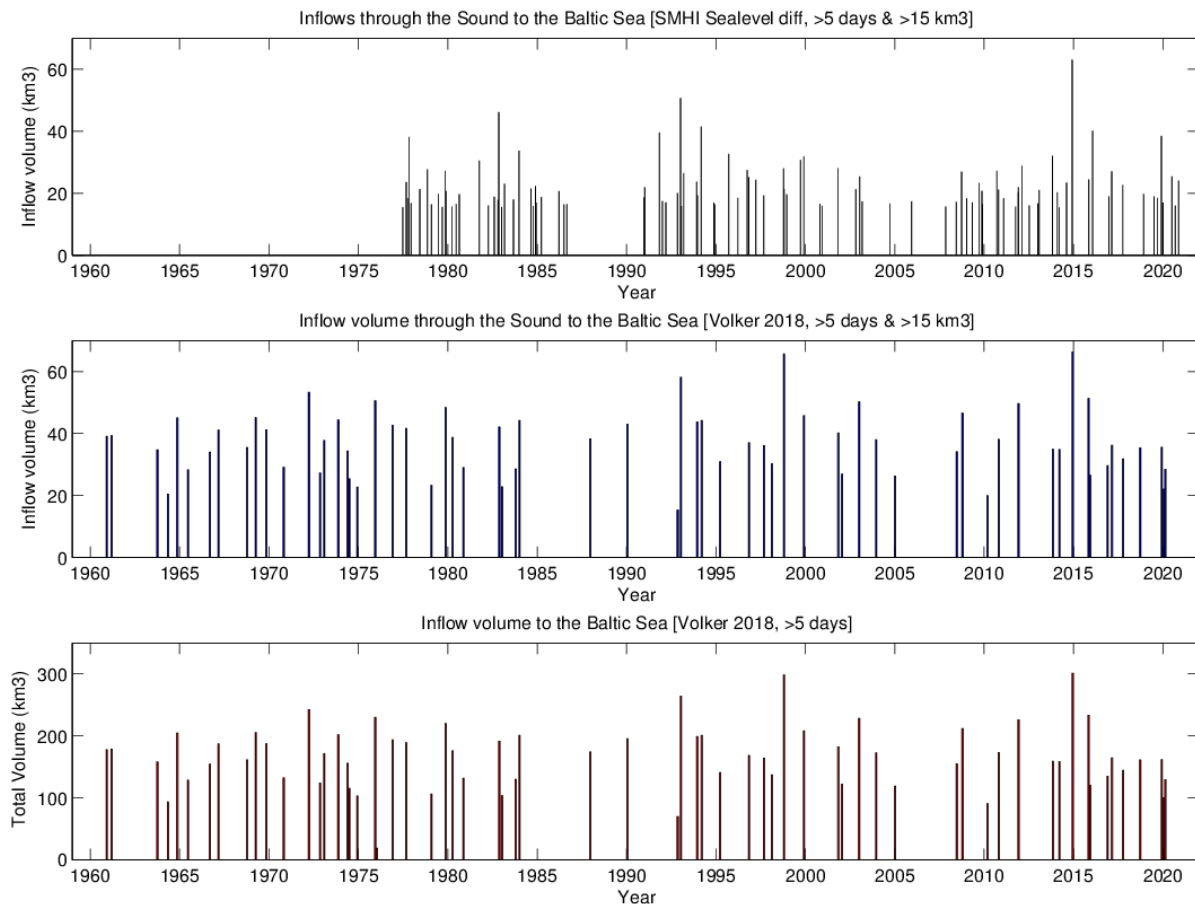 Inflows through the Sound to the Baltic Sea [SMHI Sealevel diff, >5 days & >15 km3]
Inflow volume (km3)
60
40
20
0
1960 1965 1970 1975 1980 1985 1990 1995 2000 2005 2010 2015 2020
Year
Inflow volume through the Sound to the Baltic Sea [Volker 2018, >5 days & >15 km3]
Inflow volume (km3)
60
40
20
0
1960 1965 1970 1975 1980 1985 1990 1995 2000 2005 2010 2015 2020
Year
Inflow volume to the Baltic Sea [Volker 2018, >5 days]
Total Volume (km3)
300
200
100
0
1960 1965 1970 1975 1980 1985 1990 1995 2000 2005 2010 2015 2020
Year